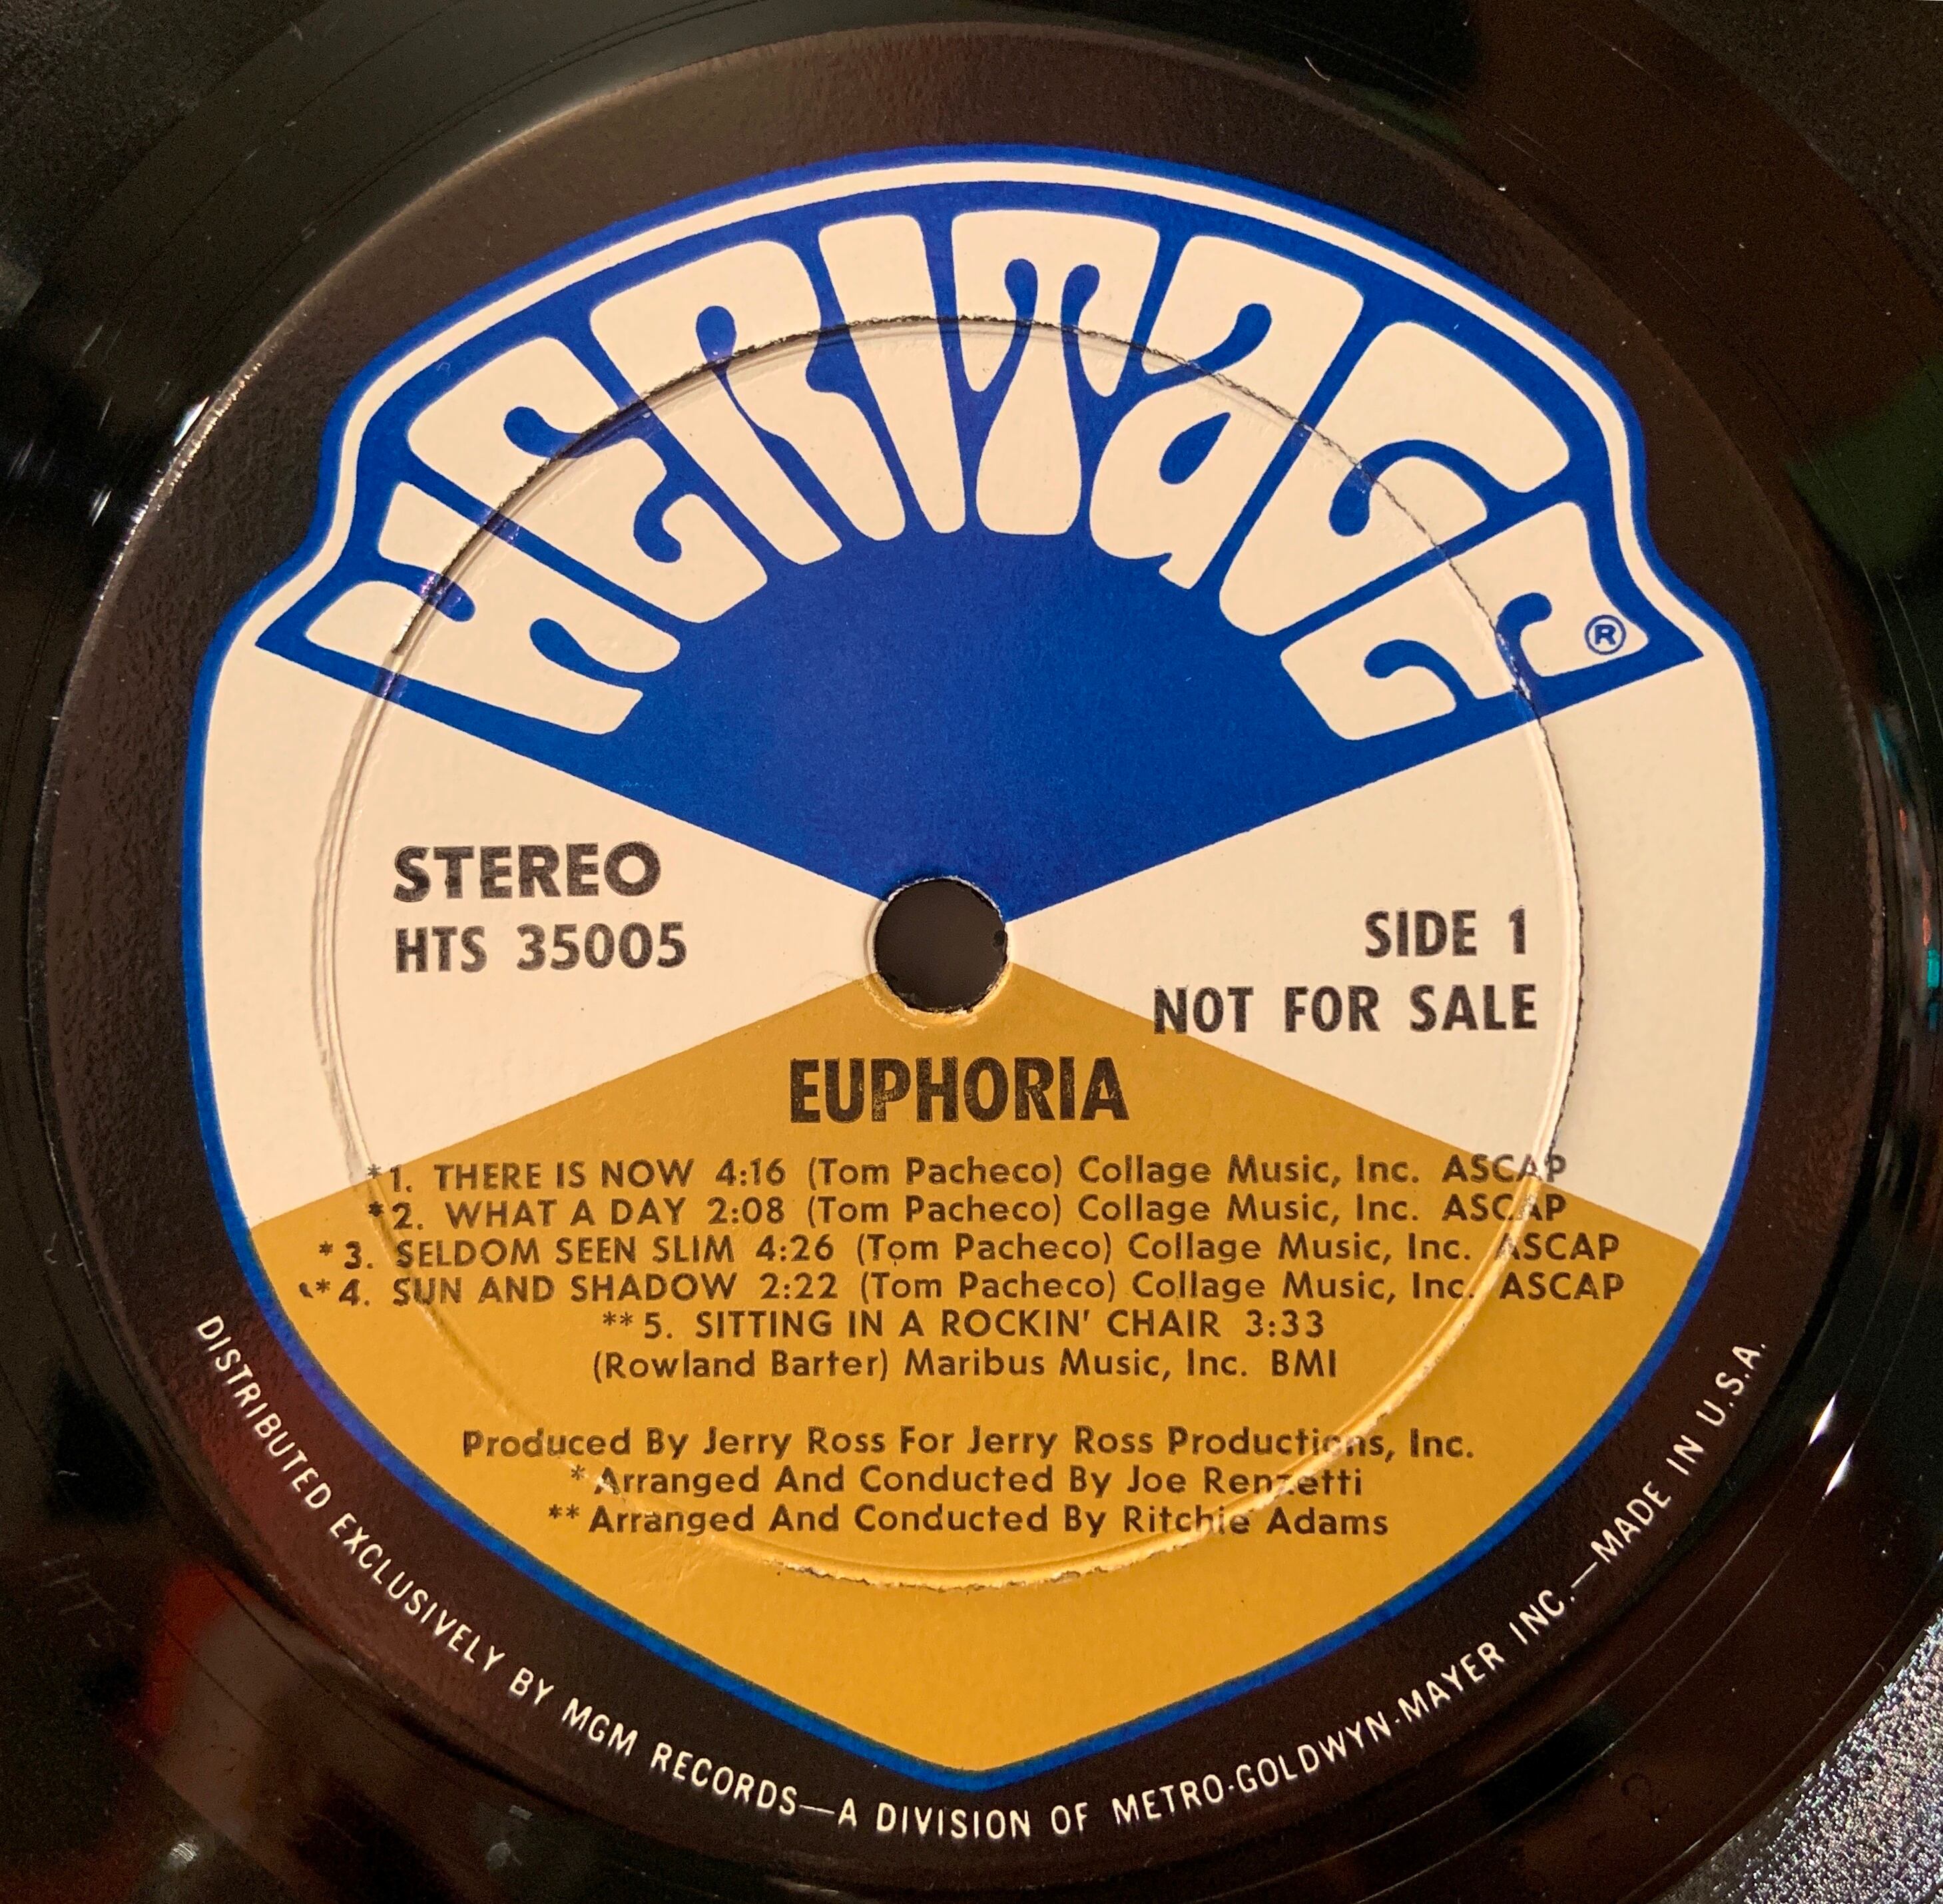 HERITAGE ®
STEREO
HTS 35005
SIDE 1
NOT FOR SALE
EUPHORIA
*1. THERE IS NOW 4:16 (Tom Pacheco) Collage Music, Inc. ASCAP
*2. WHAT A DAY 2:08 (Tom Pacheco) Collage Music, Inc. ASCAP
*3. SELDOM SEEN SLIM 4:26 (Tom Pacheco) Collage Music, Inc. ASCAP
**4. SUN AND SHADOW 2:22 (Tom Pacheco) Collage Music, Inc. ASCAP
**5. SITTING IN A ROCKIN' CHAIR 3:33
(Rowland Barter) Maribus Music, Inc. BMI
Produced By Jerry Ross For Jerry Ross Productions, Inc.
* Arranged And Conducted By Joe Renzetti
** Arranged And Conducted By Ritchie Adams
DISTRIBUTED EXCLUSIVELY BY MGM RECORDS—A DIVISION OF METRO-GOLDWYN-MAYER INC.—MADE IN U.S.A.